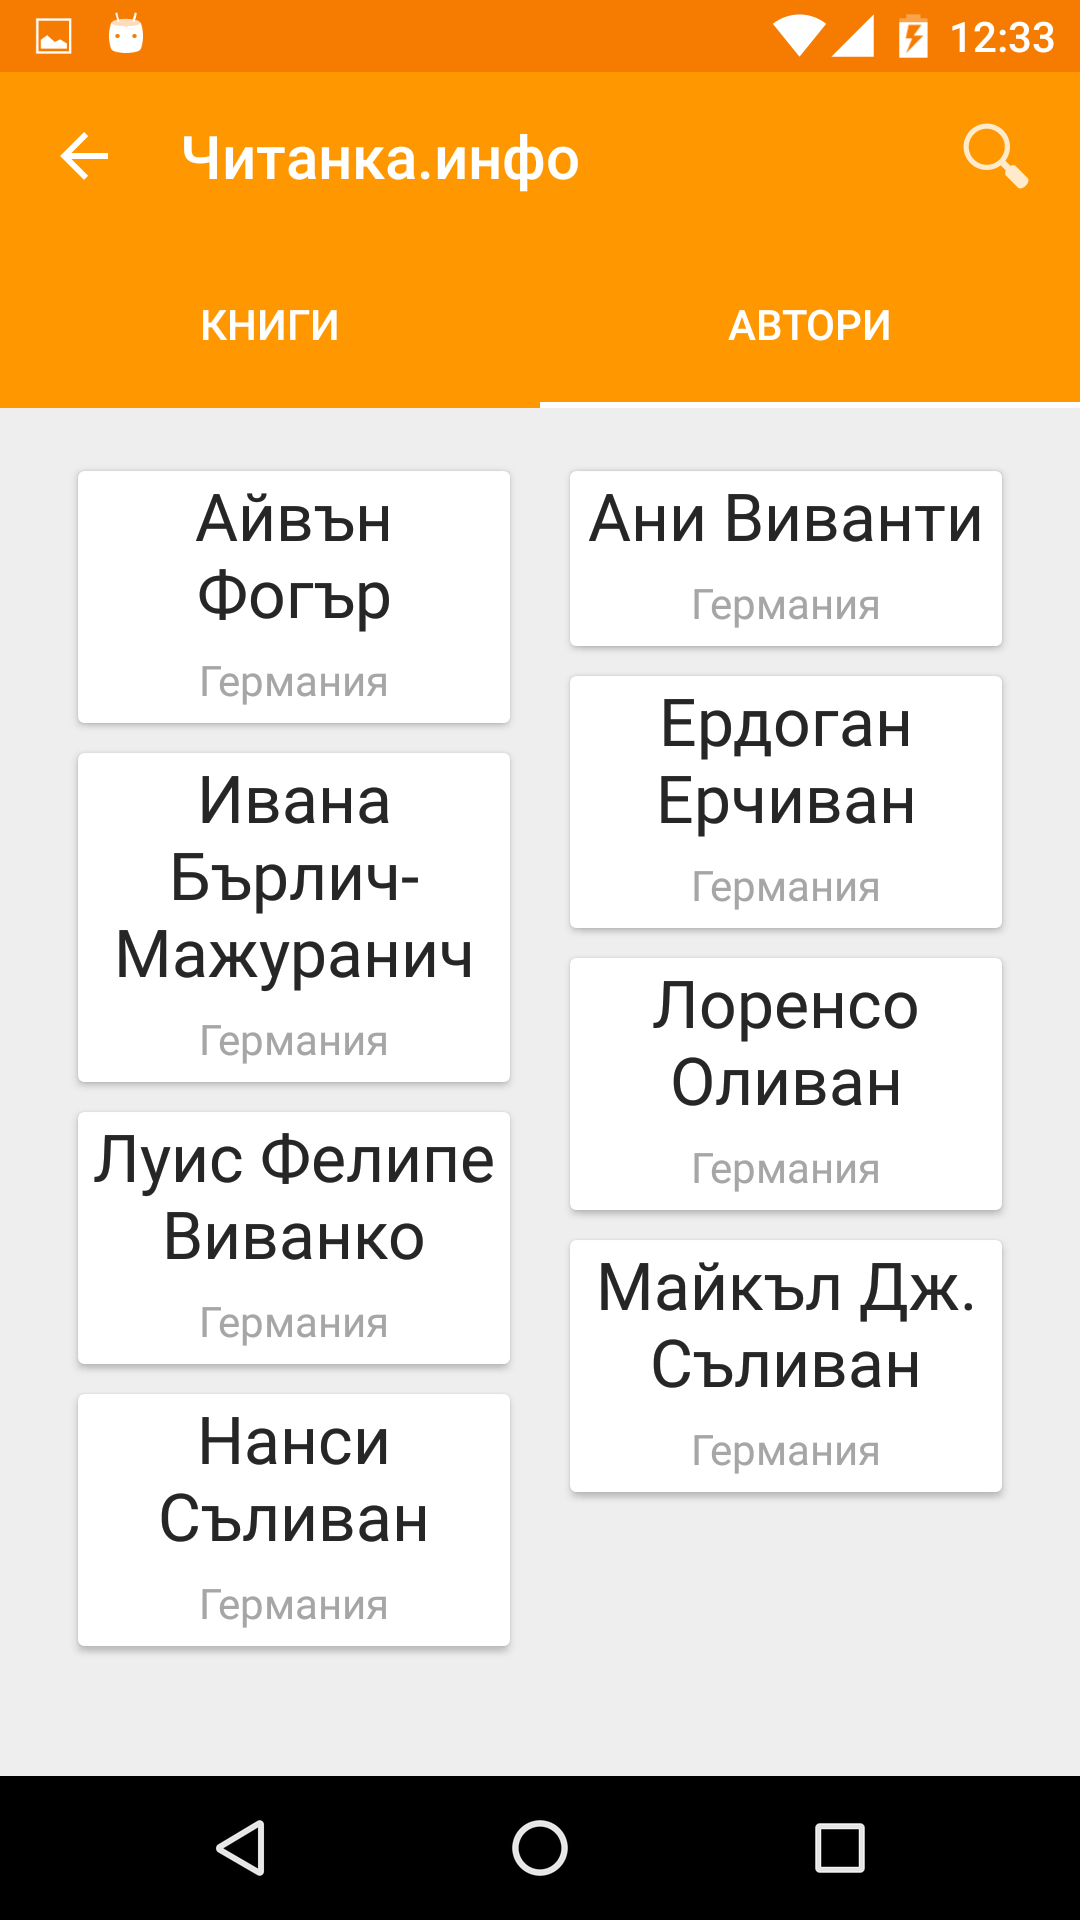 12:33
Читанка.инфо
КНИГИ
АВТОРИ
Айвън
Фогър
Германия
Ани Виванти
Германия
Ивана
Бърлич-
Мажуранич
Германия
Ердоган
Ерчиван
Германия
Луис Фелипе
Виванко
Германия
Лоренсо
Оливан
Германия
Нанси
Съливан
Германия
Майкъл Дж.
Съливан
Германия